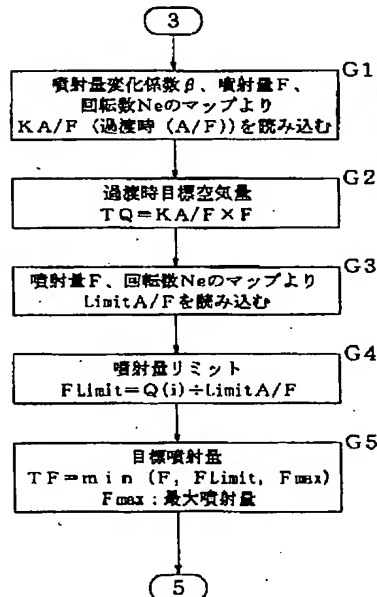 3
G1
噴射量変化係数β、噴射量F、
回転数Neのマップより
KA/F (過渡時 (A/F))を読み込む
G2
過渡時目標空気量
TQ=KA/F×F
G3
噴射量F、回転数Neのマップより
LimitA/Fを読み込む
G4
噴射量リミット
FLimit=Q(i)÷LimitA/F
G5
目標噴射量
TF=min (F, FLimit, Fmax)
Fmax:最大噴射量
5